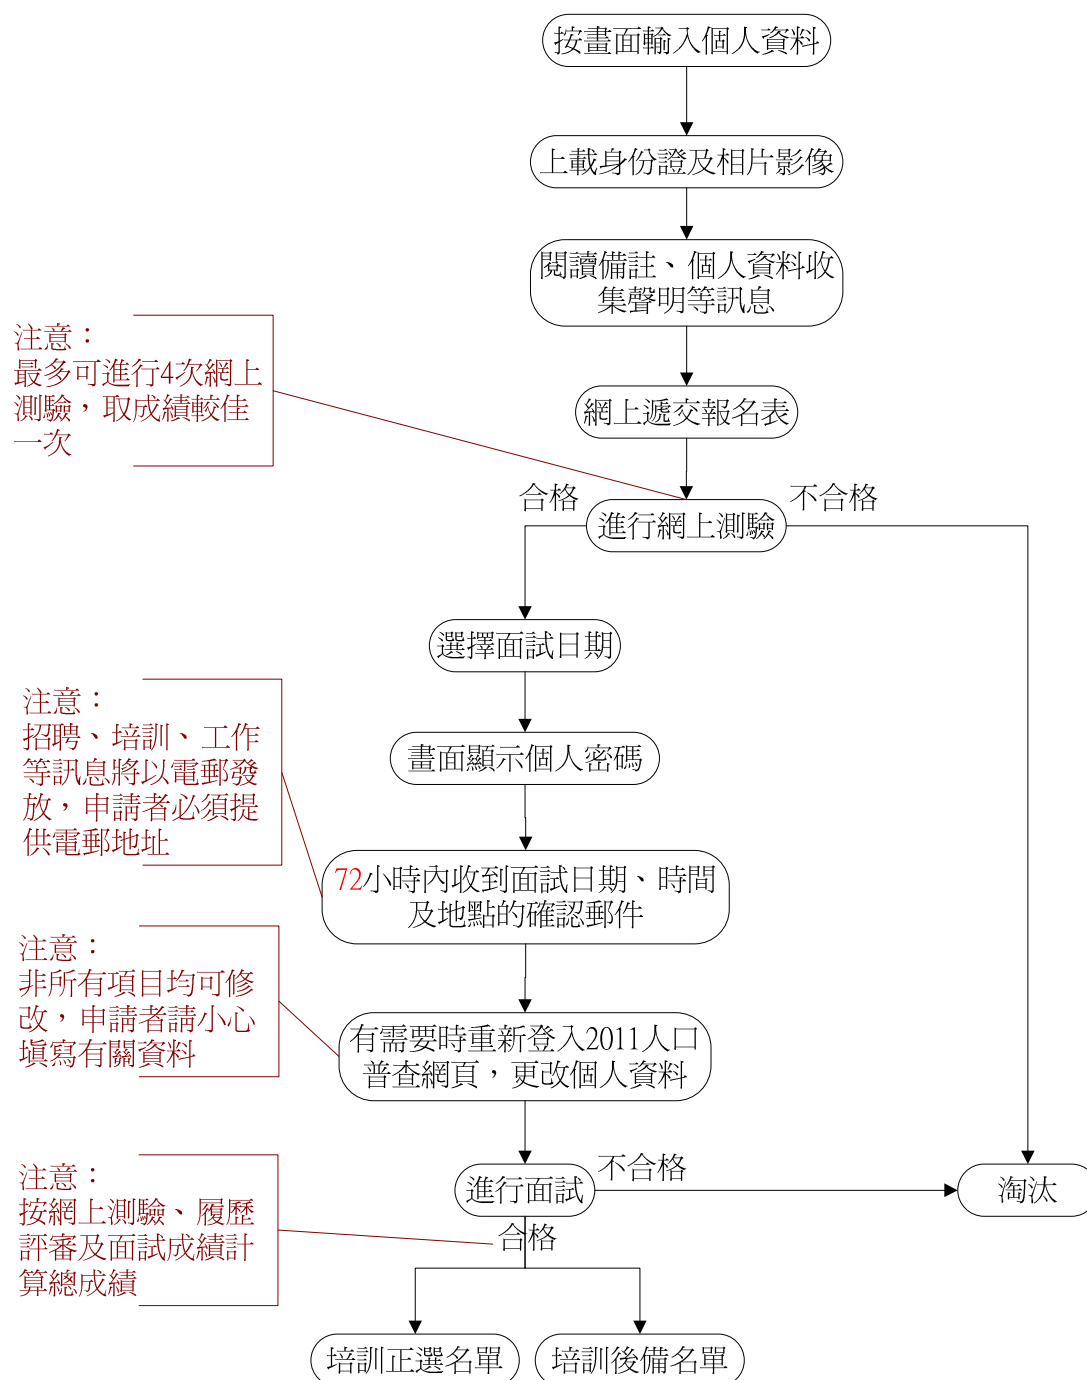 按畫面輸入個人資料
上載身份證及相片影像
閱讀備註、個人資料收
集聲明等訊息
注意：
最多可進行4次網上
測驗，取成績較佳
一次
網上遞交報名表
合格
不合格
進行網上測驗
選擇面試日期
注意：
招聘、培訓、工作
等訊息將以電郵發
放，申請者必須提
供電郵地址
畫面顯示個人密碼
72小時內收到面試日期、時間
及地點的確認郵件
注意：
非所有項目均可修
改，申請者請小心
填寫有關資料
有需要時重新登入2011人口
普查網頁，更改個人資料
注意：
按網上測驗、履歷
評審及面試成績計
算總成績
進行面試
不合格
淘汰
合格
培訓正選名單
培訓後備名單